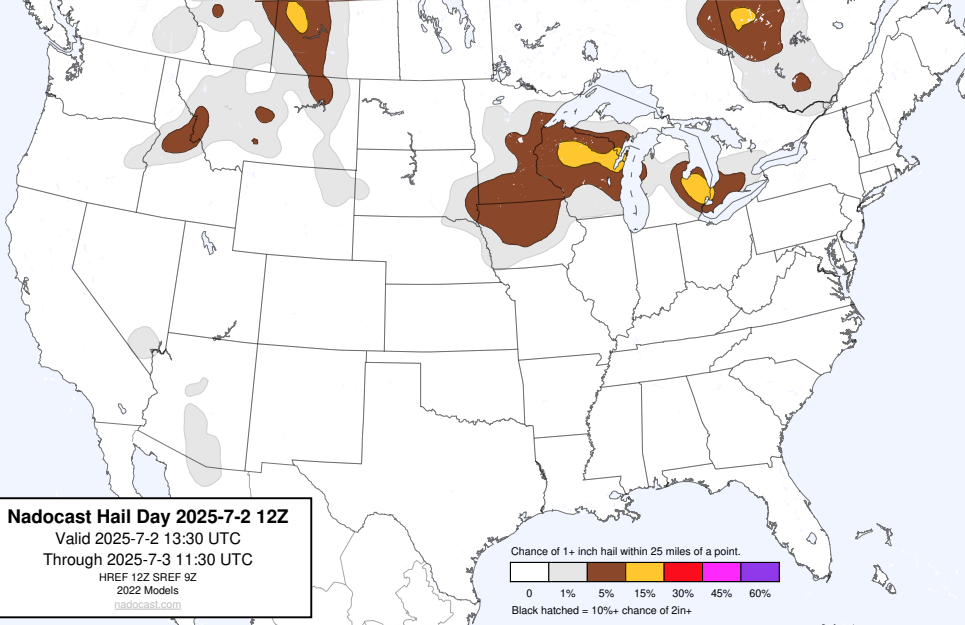 Nadocast Hail Day 2025-7-2 12Z
Valid 2025-7-2 13:30 UTC
Through 2025-7-3 11:30 UTC
HREF 12Z SREF 9Z
2022 Models
nadocast.com
Chance of 1+ inch hail within 25 miles of a point.
0 1% 5% 15% 30% 45% 60%
Black hatched = 10%+ chance of 2in+